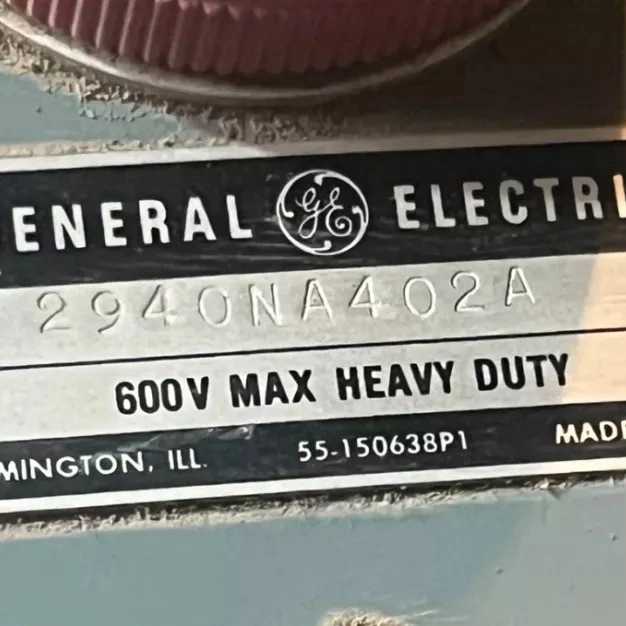 ENERAL GE ELECTRI
2940NA402A
600V MAX HEAVY DUTY
MINGTON, ILL. 55-150638P1 MADE